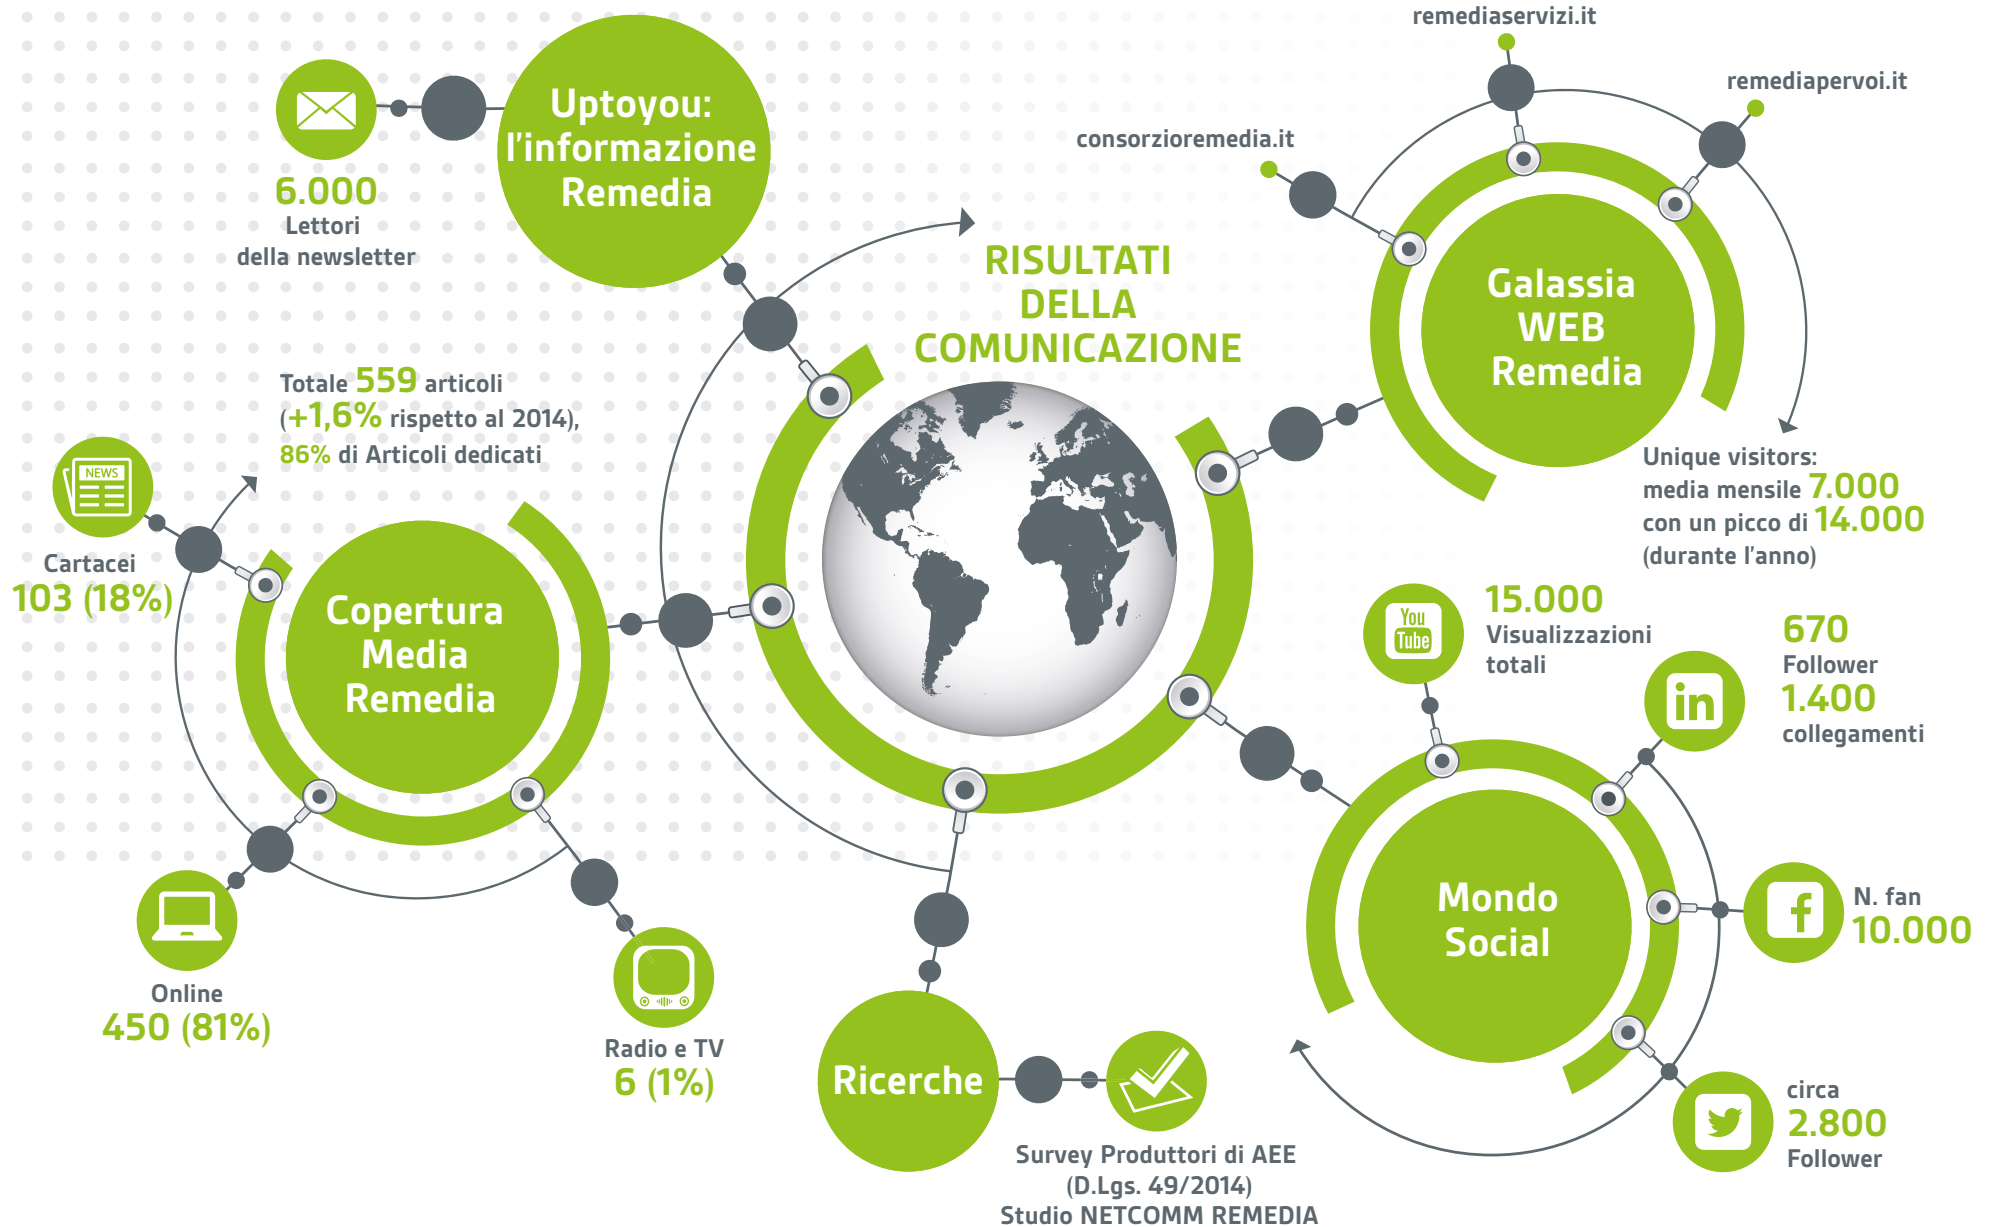 RISULTATI
DELLA
COMUNICAZIONE
Uptoyou:
l'informazione
Remedia
6.000
Lettori
della newsletter
Totale 559 articoli
(+1,6% rispetto al 2014),
86% di Articoli dedicati
NEWS
Cartacei
103 (18%)
Copertura
Media
Remedia
Online
450 (81%)
Radio e TV
6 (1%)
Ricerche
Survey Produttori di AEE
(D.Lgs. 49/2014)
Studio NETCOMM REMEDIA
remediaservizi.it
remediapervoi.it
consorzioremedia.it
Galassia
WEB
Remedia
Unique visitors:
media mensile 7.000
con un picco di 14.000
(durante l'anno)
You
Tube
15.000
Visualizzazioni
totali
in
670
Follower
1.400
collegamenti
Mondo
Social
f
N. fan
10.000
circa
2.800
Follower